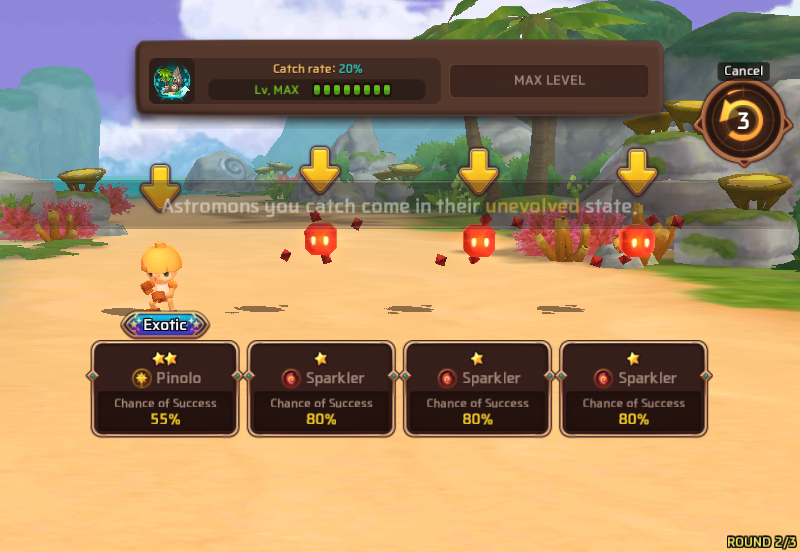 Catch rate: 20%
Lv. MAX
MAX LEVEL
Cancel
3
Astromons you catch come in their unevolved state
Exotic
Pinolo
Chance of Success
55%
Sparkler
Chance of Success
80%
Sparkler
Chance of Success
80%
Sparkler
Chance of Success
80%
ROUND 2/3